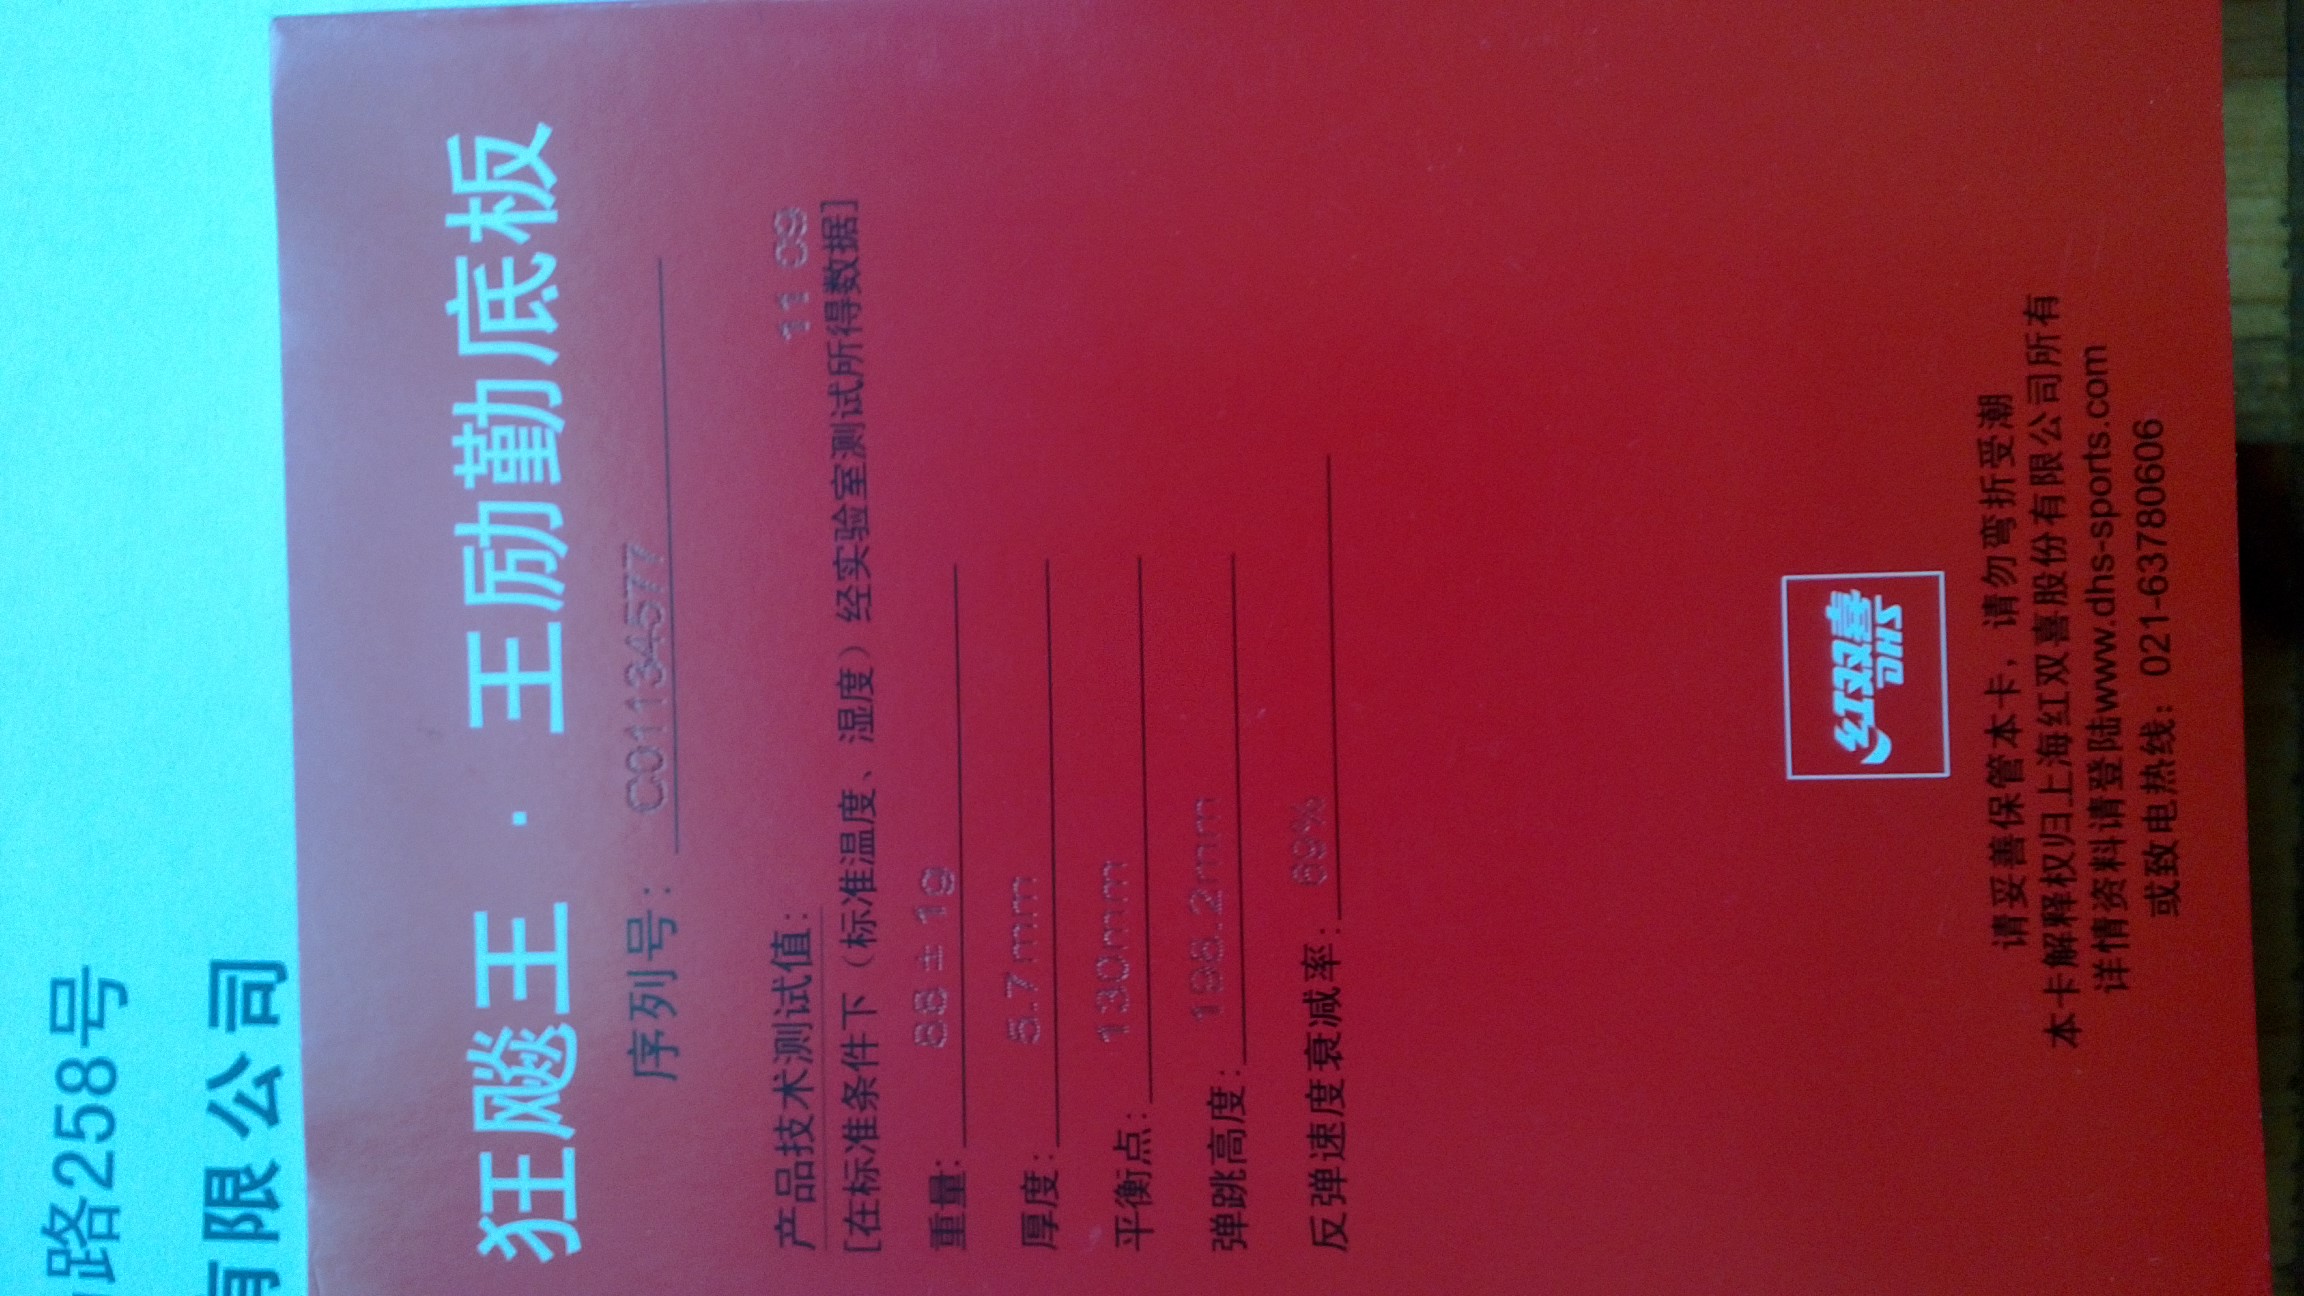 路258号
有限公司
狂飚王·王励勤底板
序列号：C01134577
产品技术测试值： 11 09
[在标准条件下（标准温度、湿度）经实验室测试所得数据]
重量: 88±1g
厚度: 5.7mm
平衡点: 130mm
弹跳高度: 198.2mm
反弹速度衰减率: 69%
红双喜
DHS
请妥善保管本卡，请勿弯折受潮
本卡解释权归上海红双喜股份有限公司所有
详情资料请登陆www.dhs-sports.com
或致电热线：021-63780606